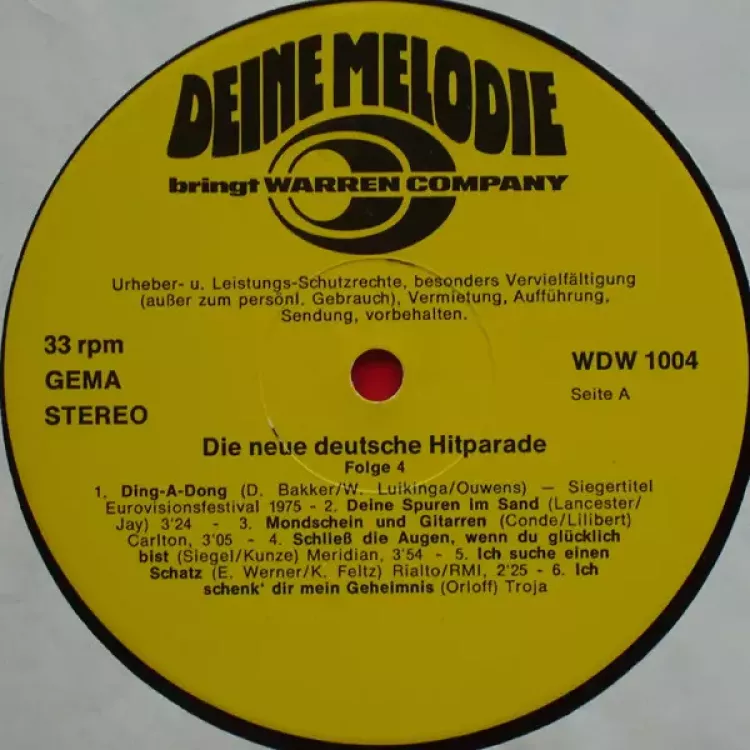 DEINE MELODIE
bringt WARREN COMPANY
Urheber- u. Leistungs-Schutzrechte, besonders Vervielfältigung
(außer zum persönl. Gebrauch), Vermietung, Aufführung,
Sendung, vorbehalten.
33 rpm
GEMA
STEREO
WDW 1004
Seite A
Die neue deutsche Hitparade
Folge 4
1. Ding-A-Dong (D. Bakker/W. Luikinga/Ouwens) — Siegertitel
Eurovisionsfestival 1975 - 2. Deine Spuren im Sand (Lancester/
Jay) 3'24 - 3. Mondschein und Gitarren (Conde/Lilibert)
Carlton, 3'05 - 4. Schließ die Augen, wenn du glücklich
bist (Siegel/Kunze) Meridian, 3'54 - 5. Ich suche einen
Schatz (E. Werner/K. Feltz) Rialto/RMI, 2'25 - 6. Ich
schenk' dir mein Geheimnis (Orloff) Troja